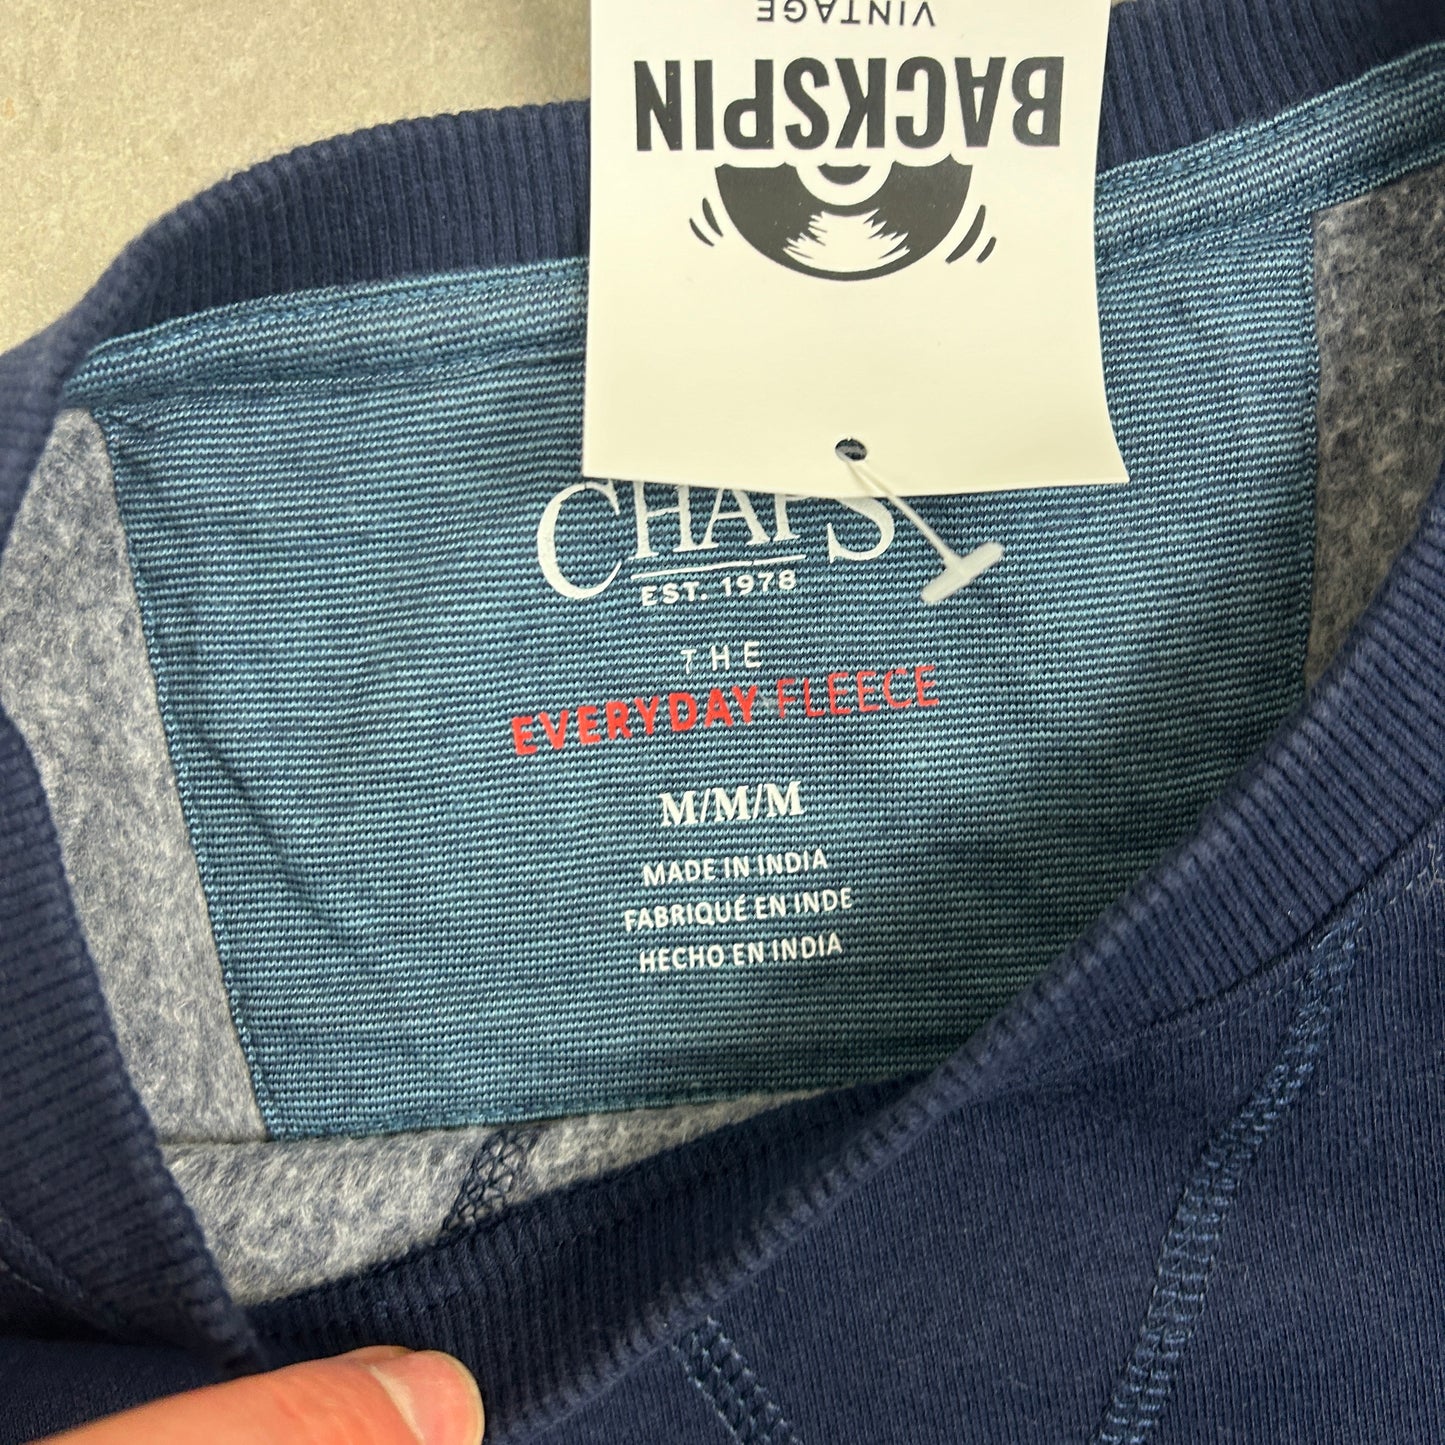 BACKSPIN
VINTAGE
CHAPS
EST. 1978
THE
EVERYDAY FLEECE
M/M/M
MADE IN INDIA
FABRIQUÉ EN INDE
HECHO EN INDIA